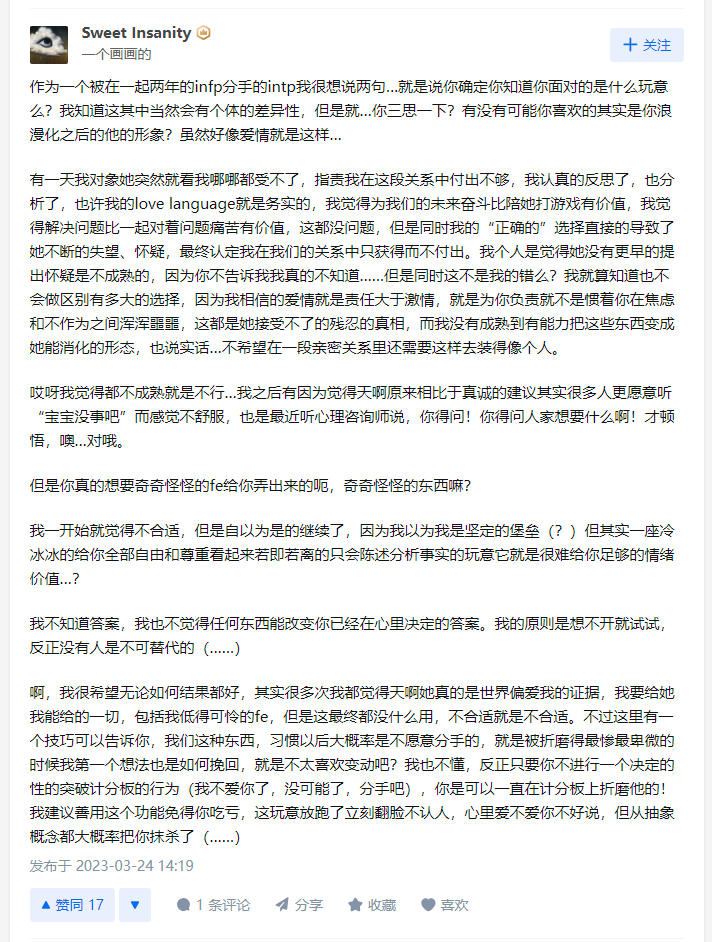 Sweet Insanity
一个画画的
+ 关注
作为一个被在一起两年的infp分手的intp我很想说两句...就是说你确定你知道你面对的是什么玩意
么？我知道这其中当然会有个体的差异性，但是就...你三思一下？有没有可能你喜欢的其实是你浪
漫化之后的他的形象？虽然好像爱情就是这样...
有一天我对象她突然就看我哪哪都受不了，指责我在这段关系中付出不够，我认真的反思了，也分
析了，也许我的love language就是务实的，我觉得为我们的未来奋斗比陪她打游戏有价值，我觉
得解决问题比一起对着问题痛苦有价值，这都没问题，但是同时我的“正确的”选择直接的导致了
她不断的失望、怀疑，最终认定我在我们的关系中只获得而不付出。我个人是觉得她没有更早的提
出怀疑是不成熟的，因为你不告诉我我真的不知道......但是同时这不是我的错么？我就算知道也不
会做区别有多大的选择，因为我相信的爱情就是责任大于激情，就是为你负责就不是惯着你在焦虑
和不作为之间浑浑噩噩，这都是她接受不了的残忍的真相，而我没有成熟到有能力把这些东西变成
她能消化的形态，也说实话...不希望在一段亲密关系里还需要这样去装得像个人。
哎呀我觉得都不成熟就是不行...我之后有因为觉得天啊原来相比于真诚的建议其实很多人更愿意听
“宝宝没事吧”而感觉不舒服，也是最近听心理咨询师说，你得问！你得问人家想要什么啊！才顿
悟，噢...对哦。
但是你真的想要奇奇怪怪的fe给你弄出来的呃，奇奇怪怪的东西嘛？
我一开始就觉得不合适，但是自以为是的继续了，因为我以为我是坚定的堡垒（？）但其实一座冷
冰冰的给你全部自由和尊重看起来若即若离的只会陈述分析事实的玩意它就是很难给你足够的情绪
价值...？
我不知道答案，我也不觉得任何东西能改变你已经在心里决定的答案。我的原则是想不开就试试，
反正没有人是不可替代的（......）
啊，我很希望无论如何结果都好，其实很多次我都觉得天啊她真的是世界偏爱我的证据，我要给她
我能给的一切，包括我低得可怜的fe，但是这最终都没什么用，不合适就是不合适。不过这里有一
个技巧可以告诉你，我们这种东西，习惯以后大概率是不愿意分手的，就是被折磨得最惨最卑微的
时候我第一个想法也是如何挽回，就是不太喜欢变动吧？我也不懂，反正只要你不进行一个决定的
性的突破计分板的行为（我不爱你了，没可能了，分手吧），你是可以一直在计分板上折磨他的！
我建议善用这个功能免得你吃亏，这玩意放跑了立刻翻脸不认人，心里爱不爱你不好说，但从抽象
概念都大概率把你抹杀了（......）
发布于 2023-03-24 14:19
赞同 17
1 条评论
分享
收藏
喜欢